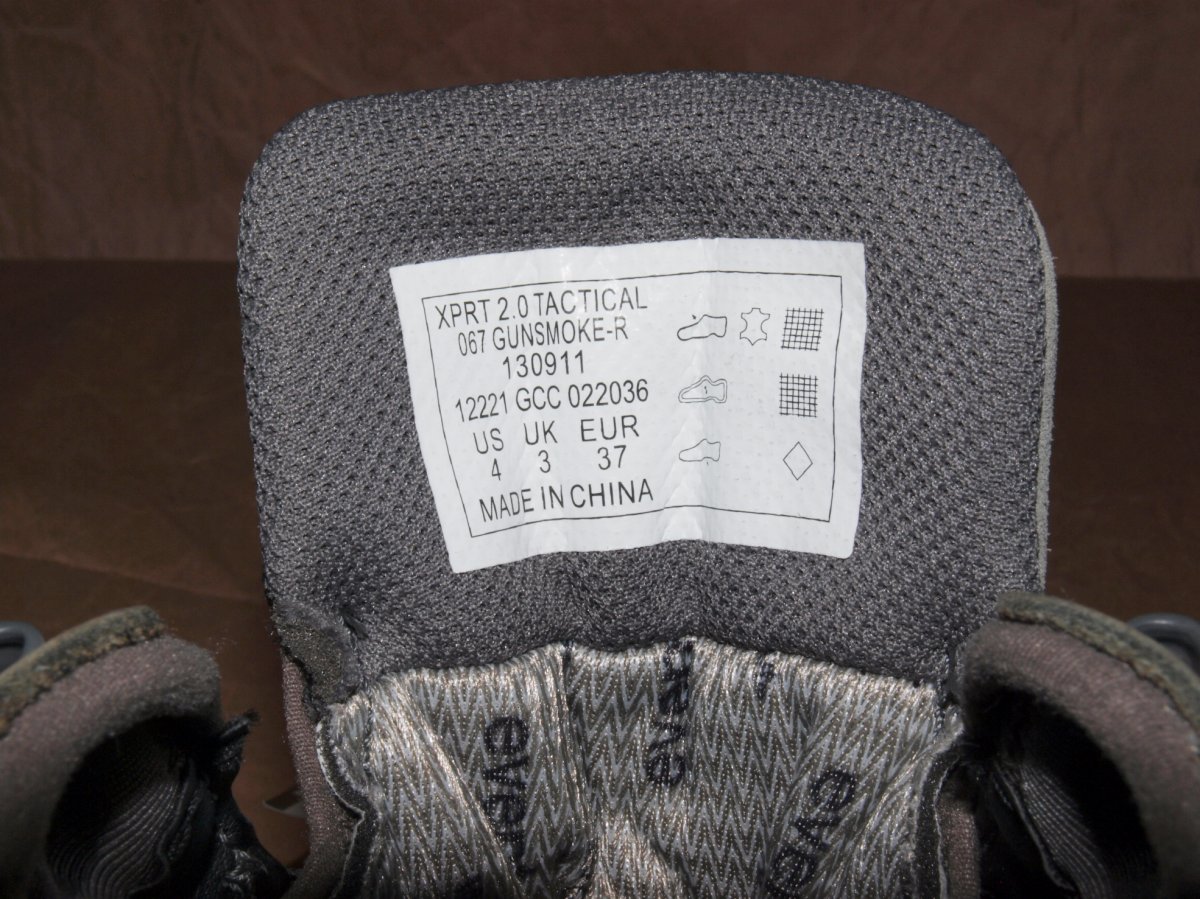 XPRT 2.0 TACTICAL
067 GUNSMOKE-R
130911
12221 GCC 022036
US UK EUR
4 3 37
MADE IN CHINA